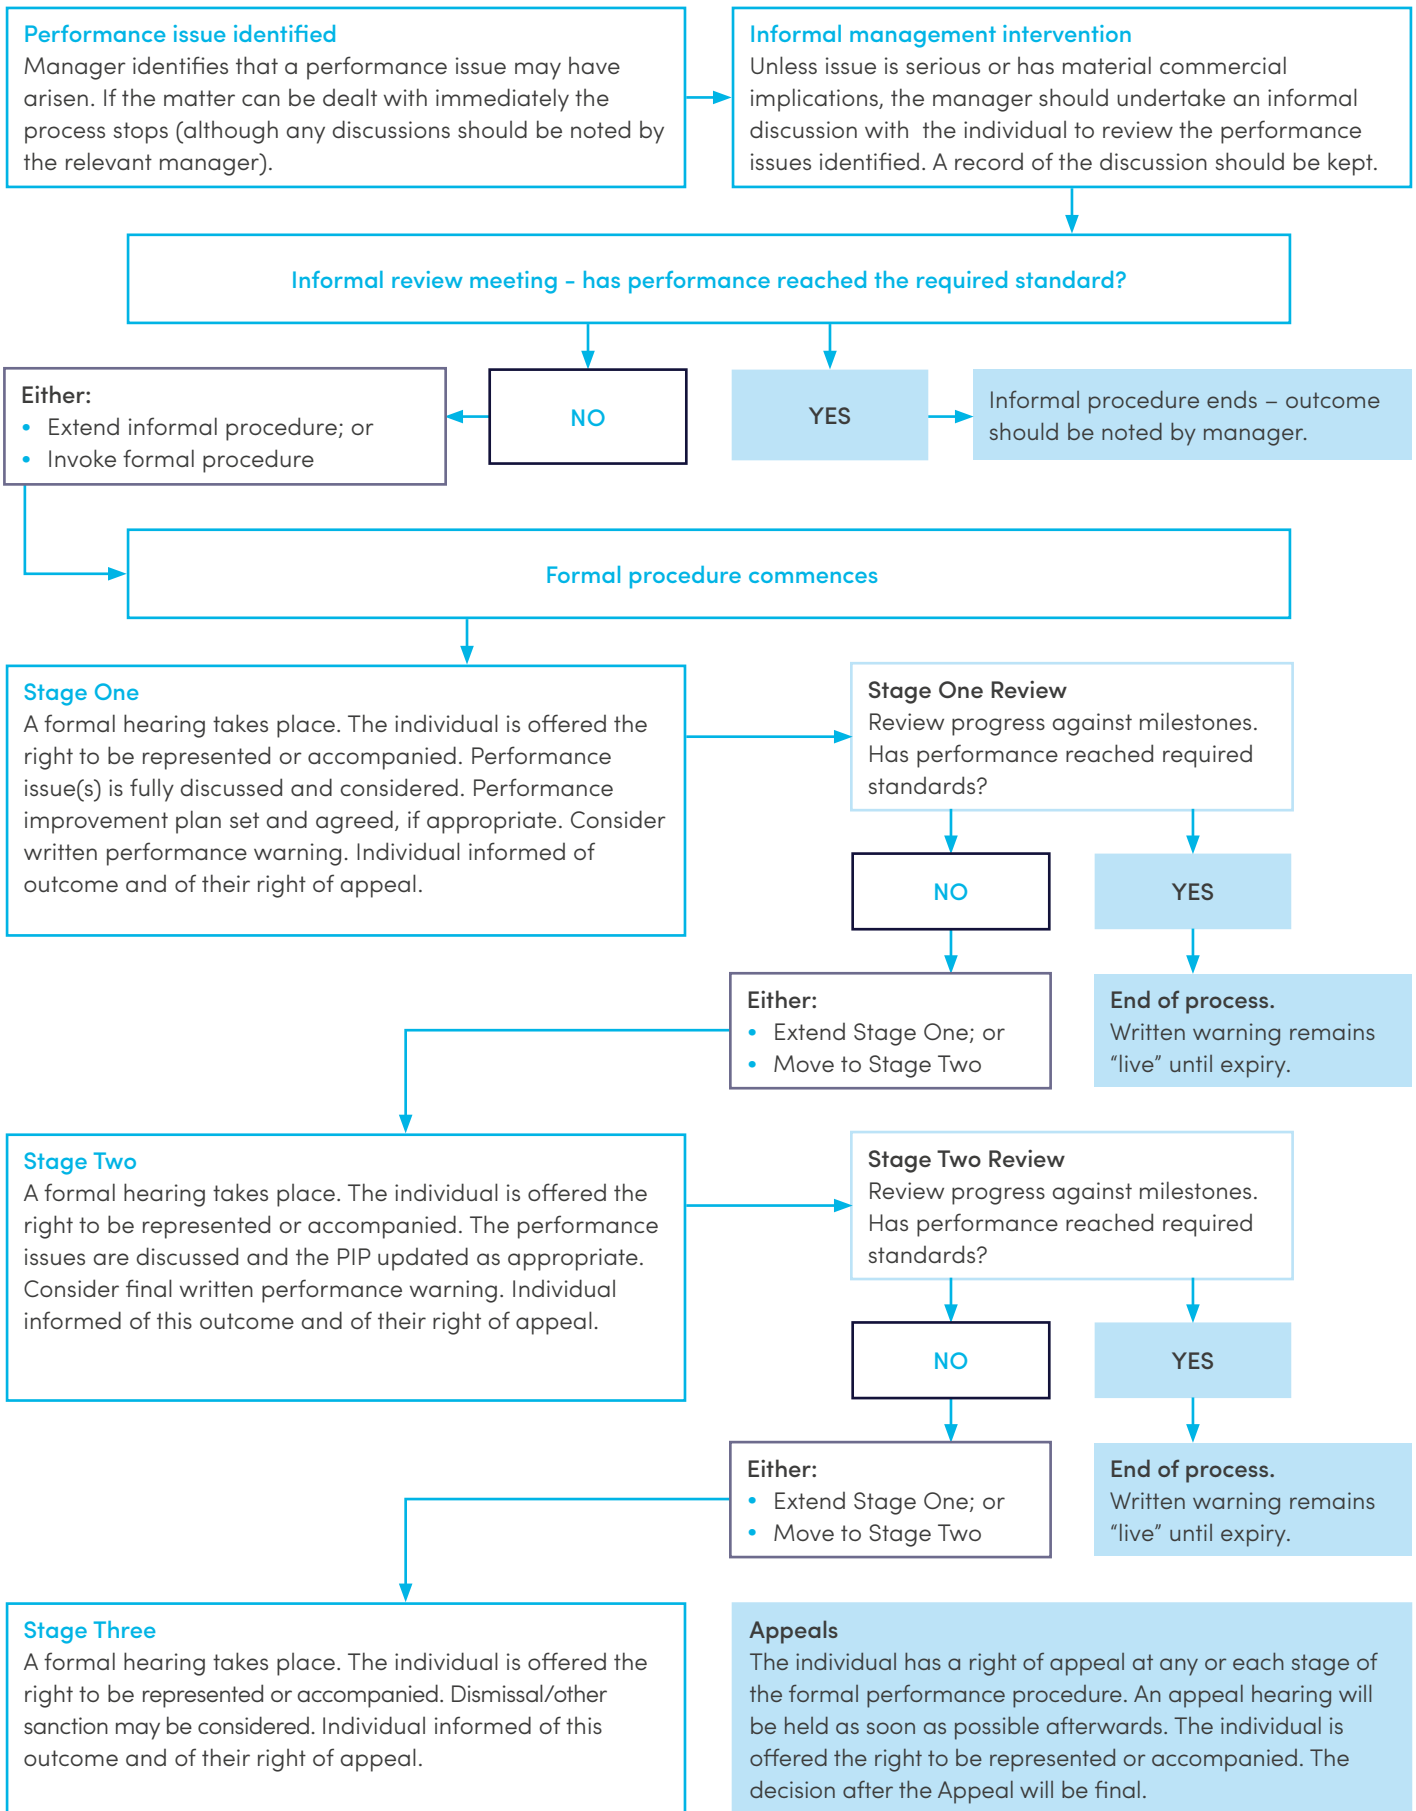 Performance issue identified
Manager identifies that a performance issue may have
arisen. If the matter can be dealt with immediately the
process stops (although any discussions should be noted by
the relevant manager).
Informal management intervention
Unless issue is serious or has material commercial
implications, the manager should undertake an informal
discussion with  the individual to review the performance
issues identified. A record of the discussion should be kept.
Informal review meeting - has performance reached the required standard?
Either:
• Extend informal procedure; or
• Invoke formal procedure
NO
YES
Informal procedure ends – outcome
should be noted by manager.
Formal procedure commences
Stage One
A formal hearing takes place. The individual is offered the
right to be represented or accompanied. Performance
issue(s) is fully discussed and considered. Performance
improvement plan set and agreed, if appropriate. Consider
written performance warning. Individual informed of
outcome and of their right of appeal.
Stage One Review
Review progress against milestones.
Has performance reached required
standards?
NO
YES
Either:
• Extend Stage One; or
• Move to Stage Two
End of process.
Written warning remains
“live” until expiry.
Stage Two
A formal hearing takes place. The individual is offered the
right to be represented or accompanied. The performance
issues are discussed and the PIP updated as appropriate.
Consider final written performance warning. Individual
informed of this outcome and of their right of appeal.
Stage Two Review
Review progress against milestones.
Has performance reached required
standards?
NO
YES
Either:
• Extend Stage One; or
• Move to Stage Two
End of process.
Written warning remains
“live” until expiry.
Stage Three
A formal hearing takes place. The individual is offered the
right to be represented or accompanied. Dismissal/other
sanction may be considered. Individual informed of this
outcome and of their right of appeal.
Appeals
The individual has a right of appeal at any or each stage of
the formal performance procedure. An appeal hearing will
be held as soon as possible afterwards. The individual is
offered the right to be represented or accompanied. The
decision after the Appeal will be final.